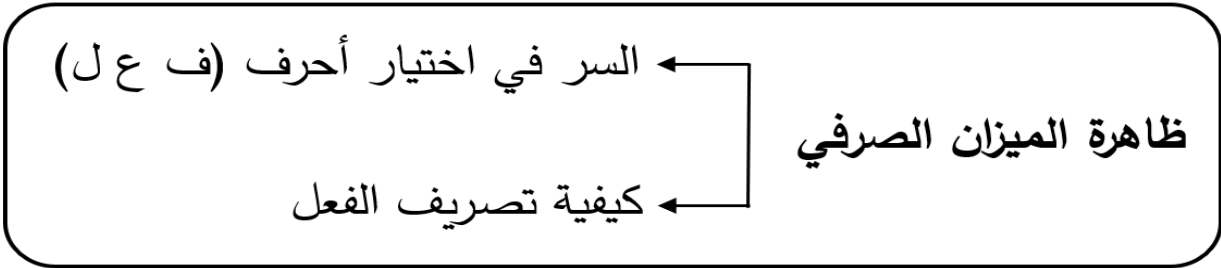 ظاهرة الميزان الصرفي
السر في اختيار أحرف (ف ع ل)
كيفية تصريف الفعل